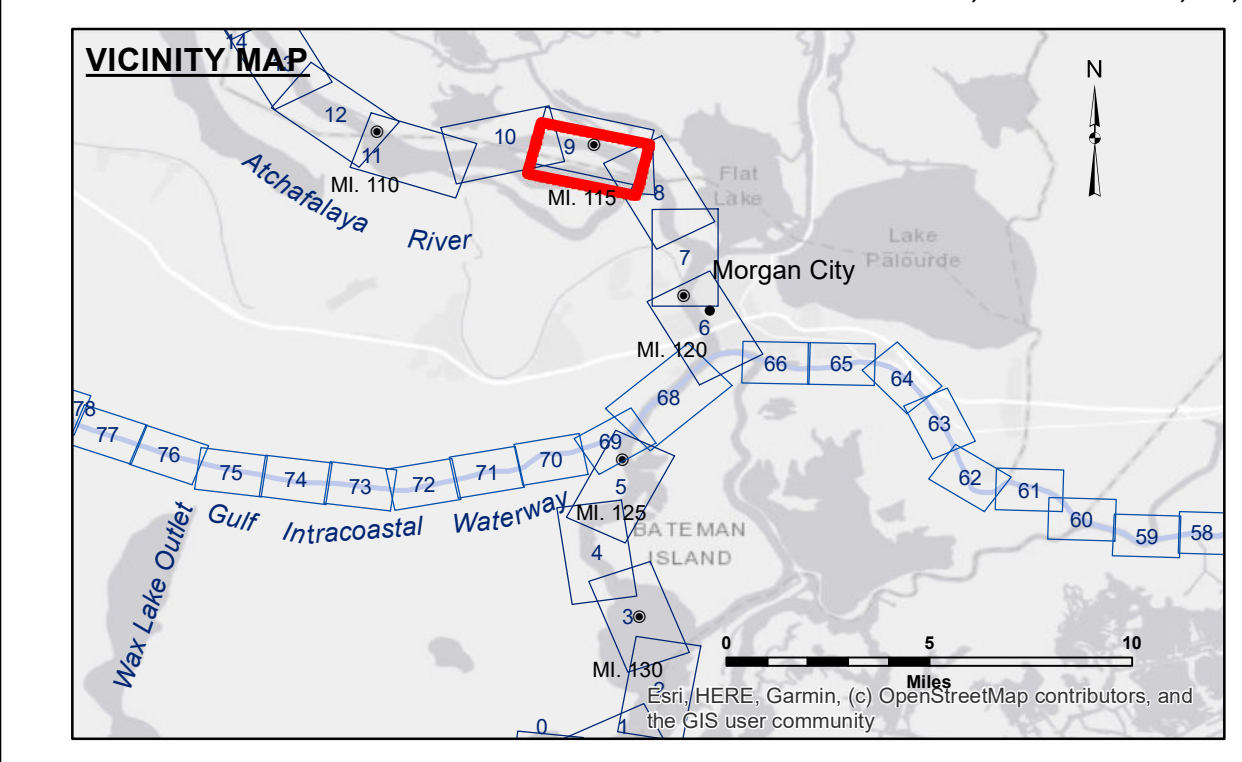 VICINITY MAP
14
13
12
11
10
9
8
N
MI. 110
MI. 115
Atchafalaya
River
Flat
Lake
Lake
Palourde
7
Morgan City
6
MI. 120
66
65
64
63
62
61
60
59
58
68
69
70
71
72
73
74
75
76
77
78
5
MI. 125
Gulf Intracoastal Waterway
Wax Lake Outlet
BATEMAN
ISLAND
4
3
MI. 130
2
1
0
0 5 10
Miles
Esri, HERE, Garmin, (c) OpenStreetMap contributors, and
the GIS user community